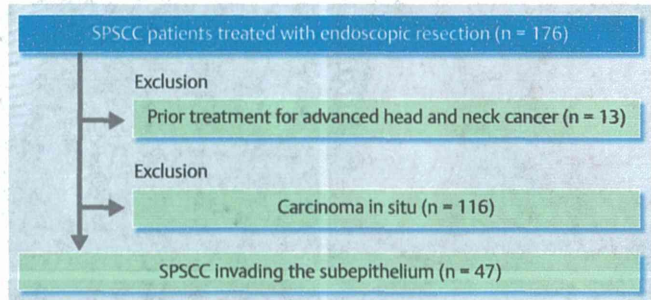 SPSCC patients treated with endoscopic resection (n = 176)
Exclusion
Prior treatment for advanced head and neck cancer (n = 13)
Exclusion
Carcinoma in situ (n = 116)
SPSCC invading the subepithelium (n = 47)